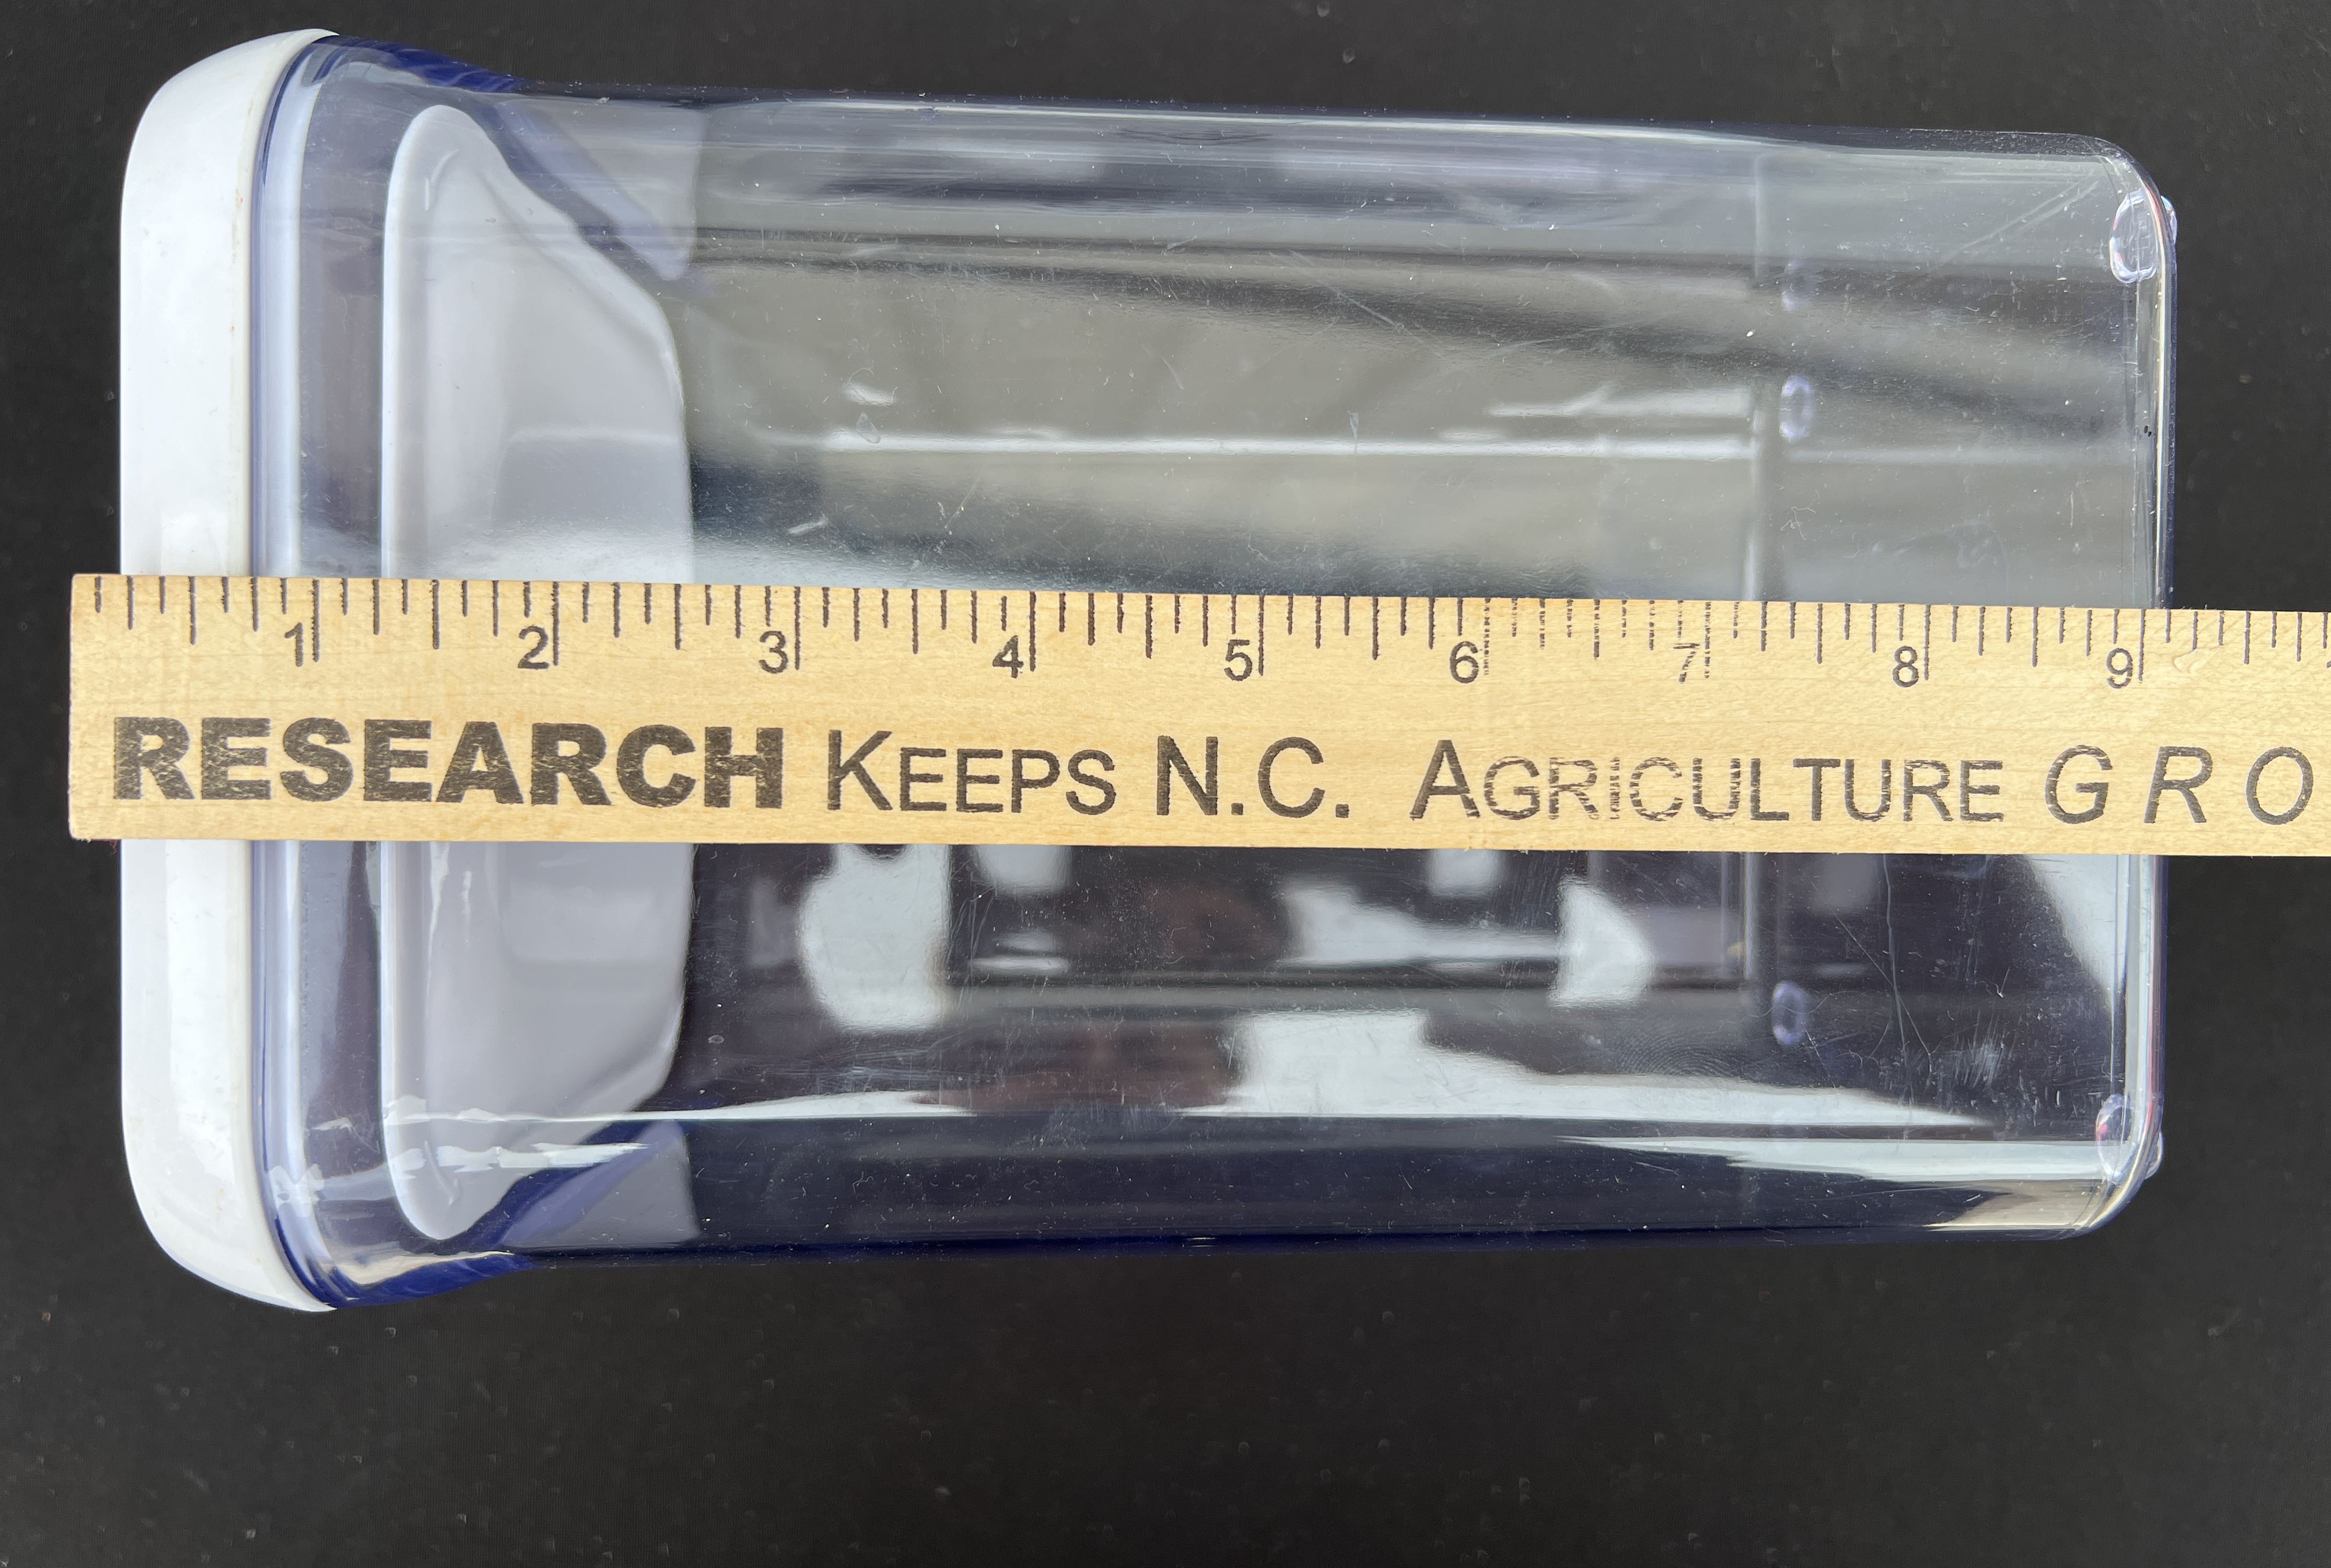 1 2 3 4 5 6 7 8 9
RESEARCH KEEPS N.C. AGRICULTURE GRO